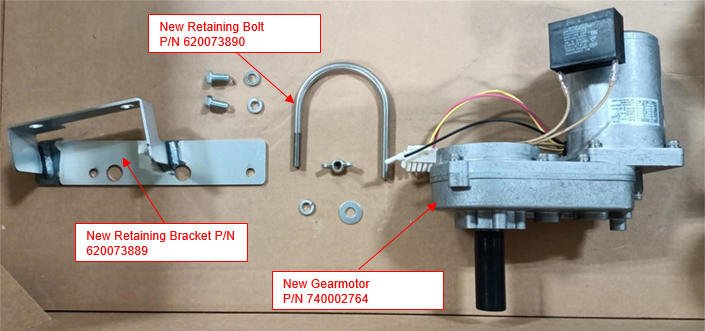 New Retaining Bolt
P/N 620073890
New Retaining Bracket P/N
620073889
New Gearmotor
P/N 740002764